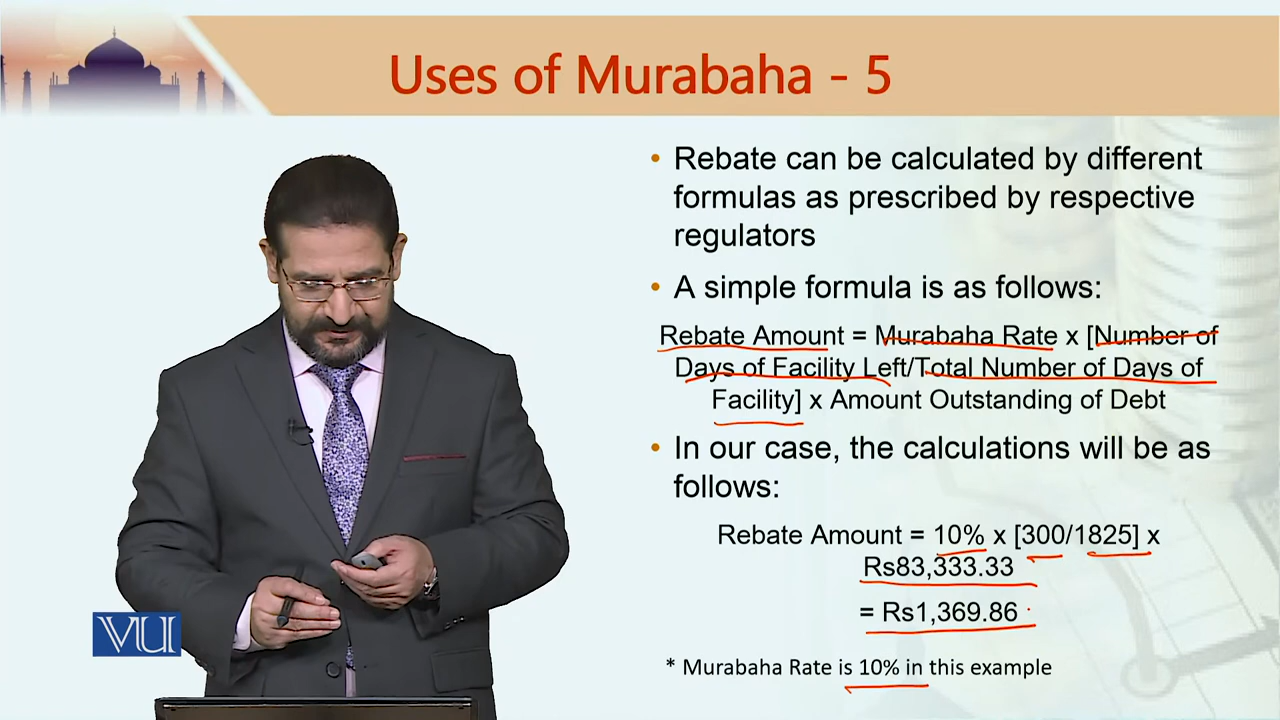 Uses of Murabaha - 5
• Rebate can be calculated by different
formulas as prescribed by respective
regulators
• A simple formula is as follows:
Rebate Amount = Murabaha Rate x [Number of
Days of Facility Left/Total Number of Days of
Facility] x Amount Outstanding of Debt
• In our case, the calculations will be as
follows:
Rebate Amount = 10% x [300/1825] x
Rs83,333.33
= Rs1,369.86
* Murabaha Rate is 10% in this example
VU